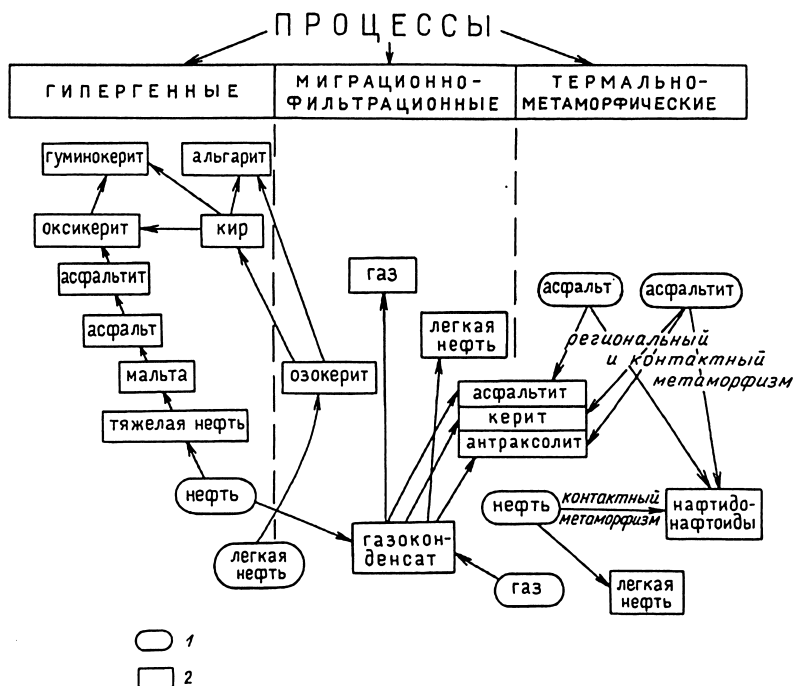 ПРОЦЕССЫ
ГИПЕРГЕННЫЕ
МИГРАЦИОННО-
ФИЛЬТРАЦИОННЫЕ
ТЕРМАЛЬНО-
МЕТАМОРФИЧЕСКИЕ
гуминокерит
альгарит
оксикерит
кир
асфальтит
асфальт
мальта
тяжелая нефть
нефть
легкая
нефть
озокерит
газ
легкая
нефть
асфальт
асфальтит
региональный
и контактный
метаморфизм
асфальтит
керит
антраксолит
газокон-
денсат
газ
нефть
контактный
метаморфизм
нафтидо-
нафтоиды
легкая
нефть
1
2